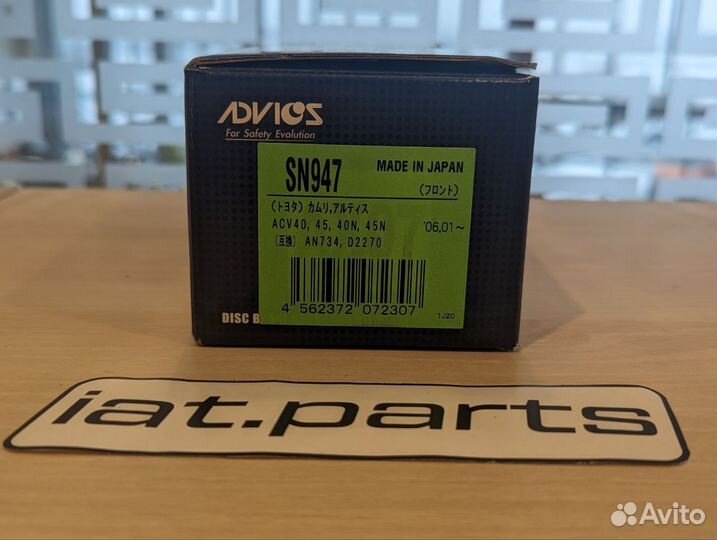 ADVICS
For Safety Evolution
SN947 MADE IN JAPAN
(フロント)
(トヨタ) カムリ,アルティス
ACV40, 45, 40N, 45N '06,01～
(互換) AN734, D2270
4 562372 072307
1J20
DISC B
iat.parts
Avito